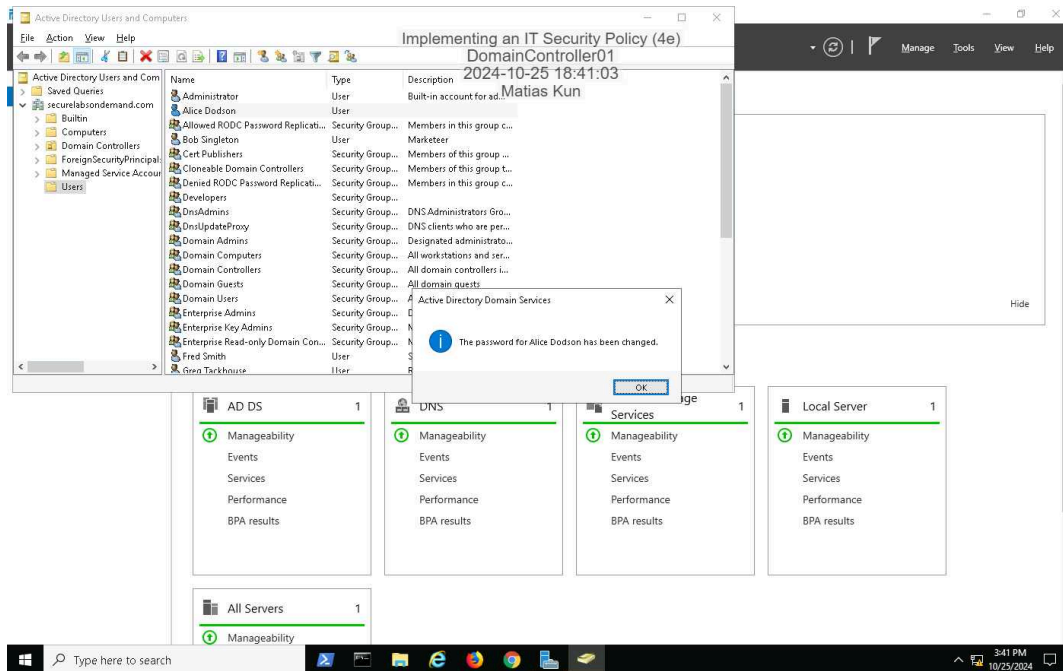 Active Directory Users and Computers
File Action View Help
Implementing an IT Security Policy (4e)
DomainController01
2024-10-25 18:41:03
Matias Kun
Manage Tools View Help
Active Directory Users and Com
Saved Queries
securelabsondemand.com
Builtin
Computers
Domain Controllers
ForeignSecurityPrincipal:
Managed Service Accour
Users
Name Type Description
Administrator User Built-in account for ad...
Alice Dodson User
Allowed RODC Password Replicati... Security Group... Members in this group c...
Bob Singleton User Marketeer
Cert Publishers Security Group... Members of this group ...
Cloneable Domain Controllers Security Group... Members of this group t...
Denied RODC Password Replicati... Security Group... Members in this group c...
Developers Security Group...
DnsAdmins Security Group... DNS Administrators Gro...
DnsUpdateProxy Security Group... DNS clients who are per...
Domain Admins Security Group... Designated administrato...
Domain Computers Security Group... All workstations and ser...
Domain Controllers Security Group... All domain controllers i...
Domain Guests Security Group... All domain guests
Domain Users Security Group... A
Enterprise Admins Security Group... D
Enterprise Key Admins Security Group... N
Enterprise Read-only Domain Con... Security Group... N
Fred Smith User S
Greg Tackhouse User
Active Directory Domain Services
The password for Alice Dodson has been changed.
OK
Hide
AD DS 1
Manageability
Events
Services
Performance
BPA results
DNS 1
Manageability
Events
Services
Performance
BPA results
age
Services 1
Manageability
Events
Services
Performance
BPA results
Local Server 1
Manageability
Events
Services
Performance
BPA results
All Servers 1
Manageability
Type here to search
3:41 PM
10/25/2024